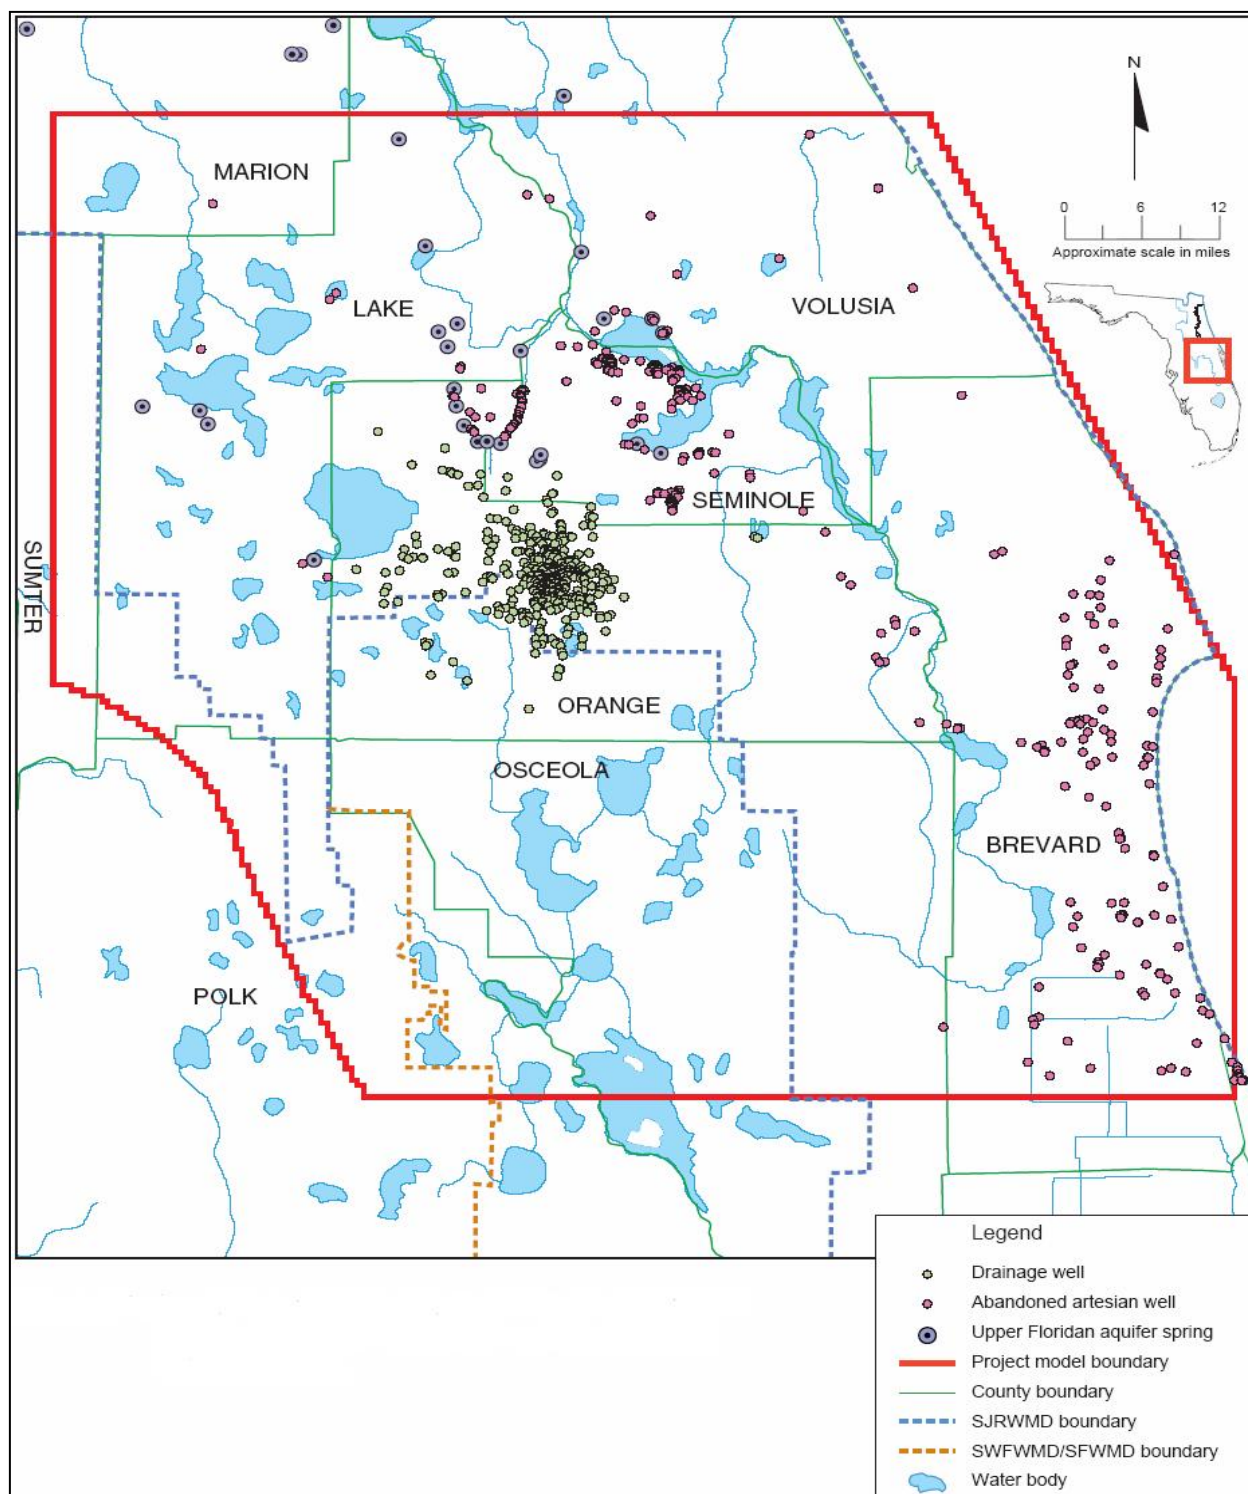 N
0 6 12
Approximate scale in miles
MARION
LAKE
VOLUSIA
SEMINOLE
SUMTER
ORANGE
OSCEOLA
BREVARD
POLK
Legend
Drainage well
Abandoned artesian well
Upper Floridan aquifer spring
Project model boundary
County boundary
SJRWMD boundary
SWFWMD/SFWMD boundary
Water body